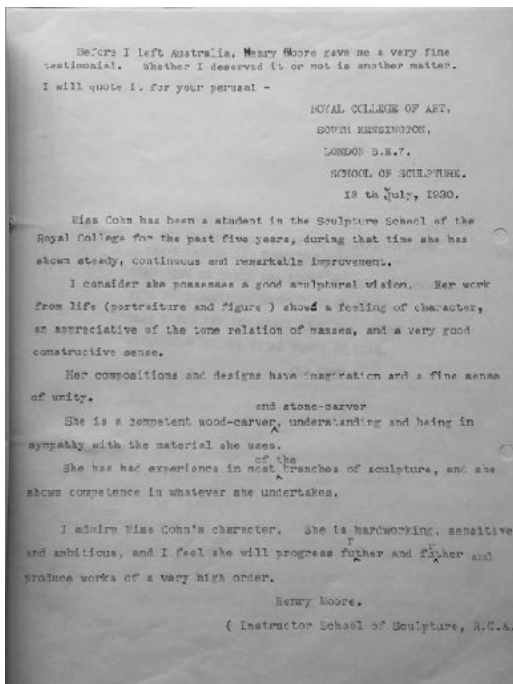 Before I left Australia, Henry Moore gave me a very fine
testimonial. Whether I deserved it or not is another matter.
I will quote it for your perusal -
ROYAL COLLEGE OF ART,
SOUTH KENSINGTON,
LONDON S.E.7.
SCHOOL OF SCULPTURE.
18 th July, 1930.
Miss Cohn has been a student in the Sculpture School of the
Royal College for the past five years, during that time she has
shown steady, continuous and remarkable improvement.
I consider she possesses a good sculptural vision. Her work
from life (portraiture and figure ) shows a feeling of character,
an appreciative of the tone relation of masses, and a very good
constructive sense.
Her compositions and designs have imagination and a fine sense
of unity.
and stone-carver
She is a competent wood-carver, understanding and being in
sympathy with the material she uses.
of the
She has had experience in most branches of sculpture, and she
shows competence in whatever she undertakes.
I admire Miss Cohn's character. She is hardworking, sensitive
and ambitious, and I feel she will progress further and further and
produce works of a very high order.
Henry Moore.
( Instructor School of Sculpture, R.C.A.